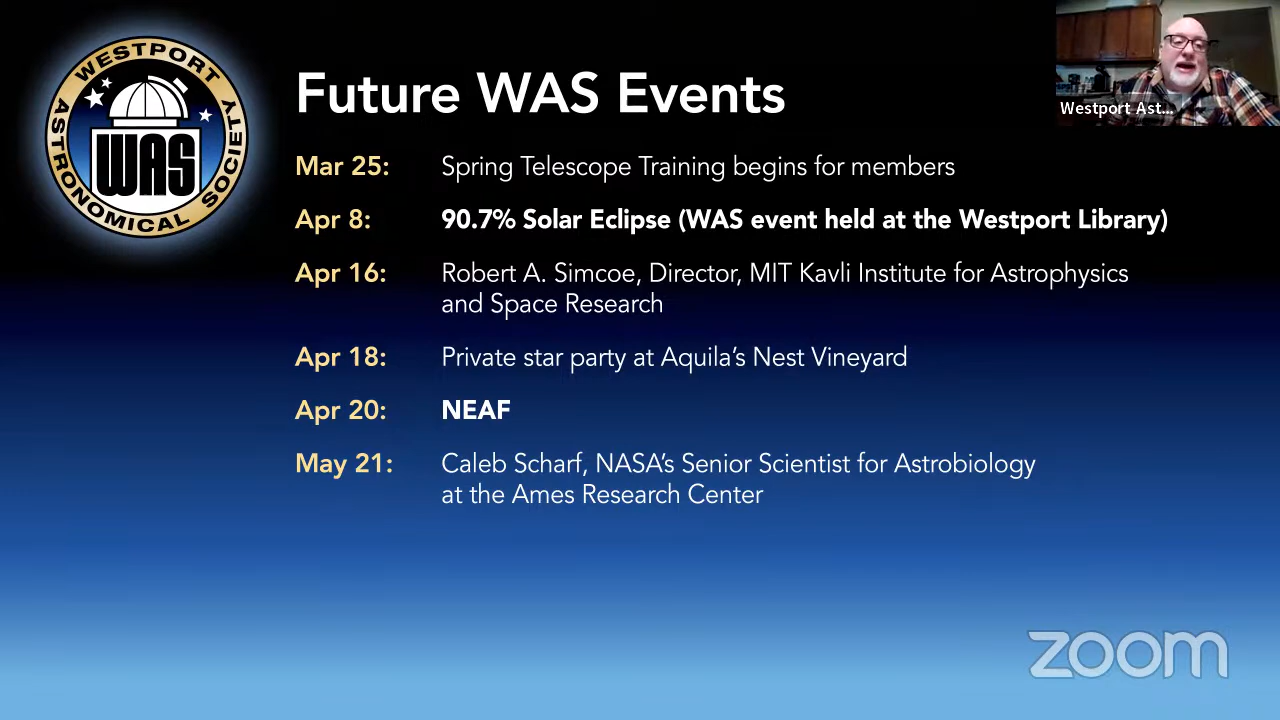 WESTPORT
ASTRONOMICAL SOCIETY
WAS
Future WAS Events
Westport Ast...
Mar 25: Spring Telescope Training begins for members
Apr 8: 90.7% Solar Eclipse (WAS event held at the Westport Library)
Apr 16: Robert A. Simcoe, Director, MIT Kavli Institute for Astrophysics
and Space Research
Apr 18: Private star party at Aquila’s Nest Vineyard
Apr 20: NEAF
May 21: Caleb Scharf, NASA’s Senior Scientist for Astrobiology
at the Ames Research Center
zoom